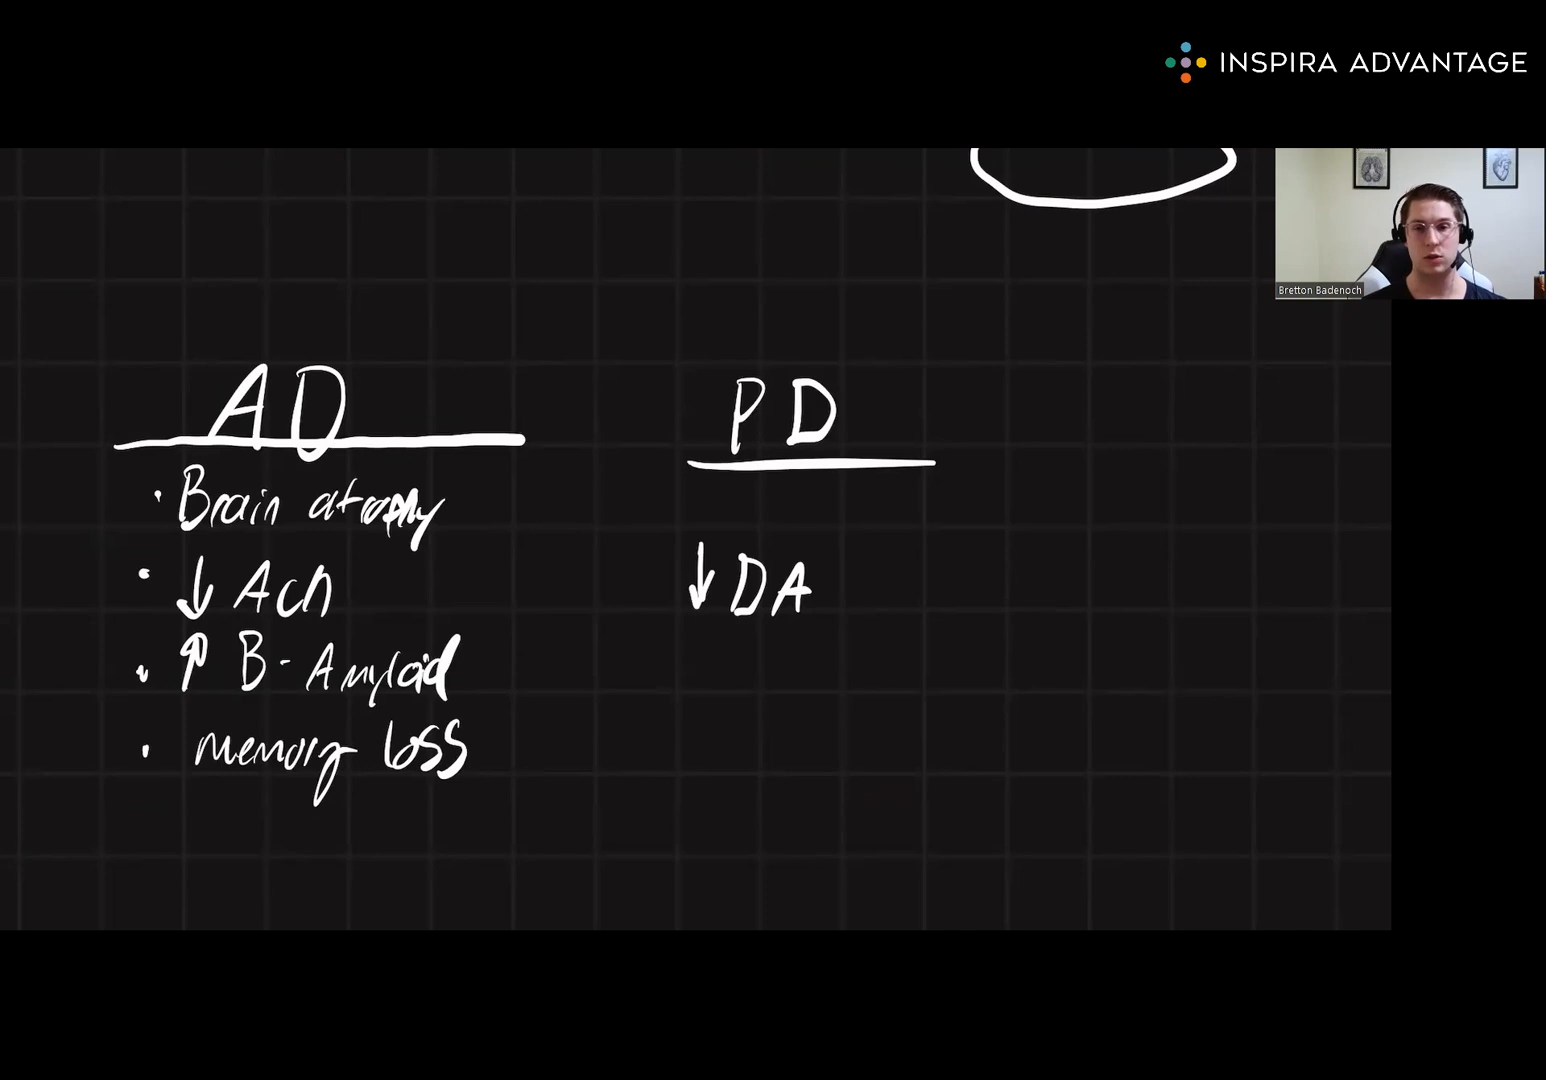 INSPIRA ADVANTAGE
Bretton Badenoch
AD
• Brain atrophy
• ↓ Ach
• ↑ B-Amyloid
• memory loss
PD
↓ DA